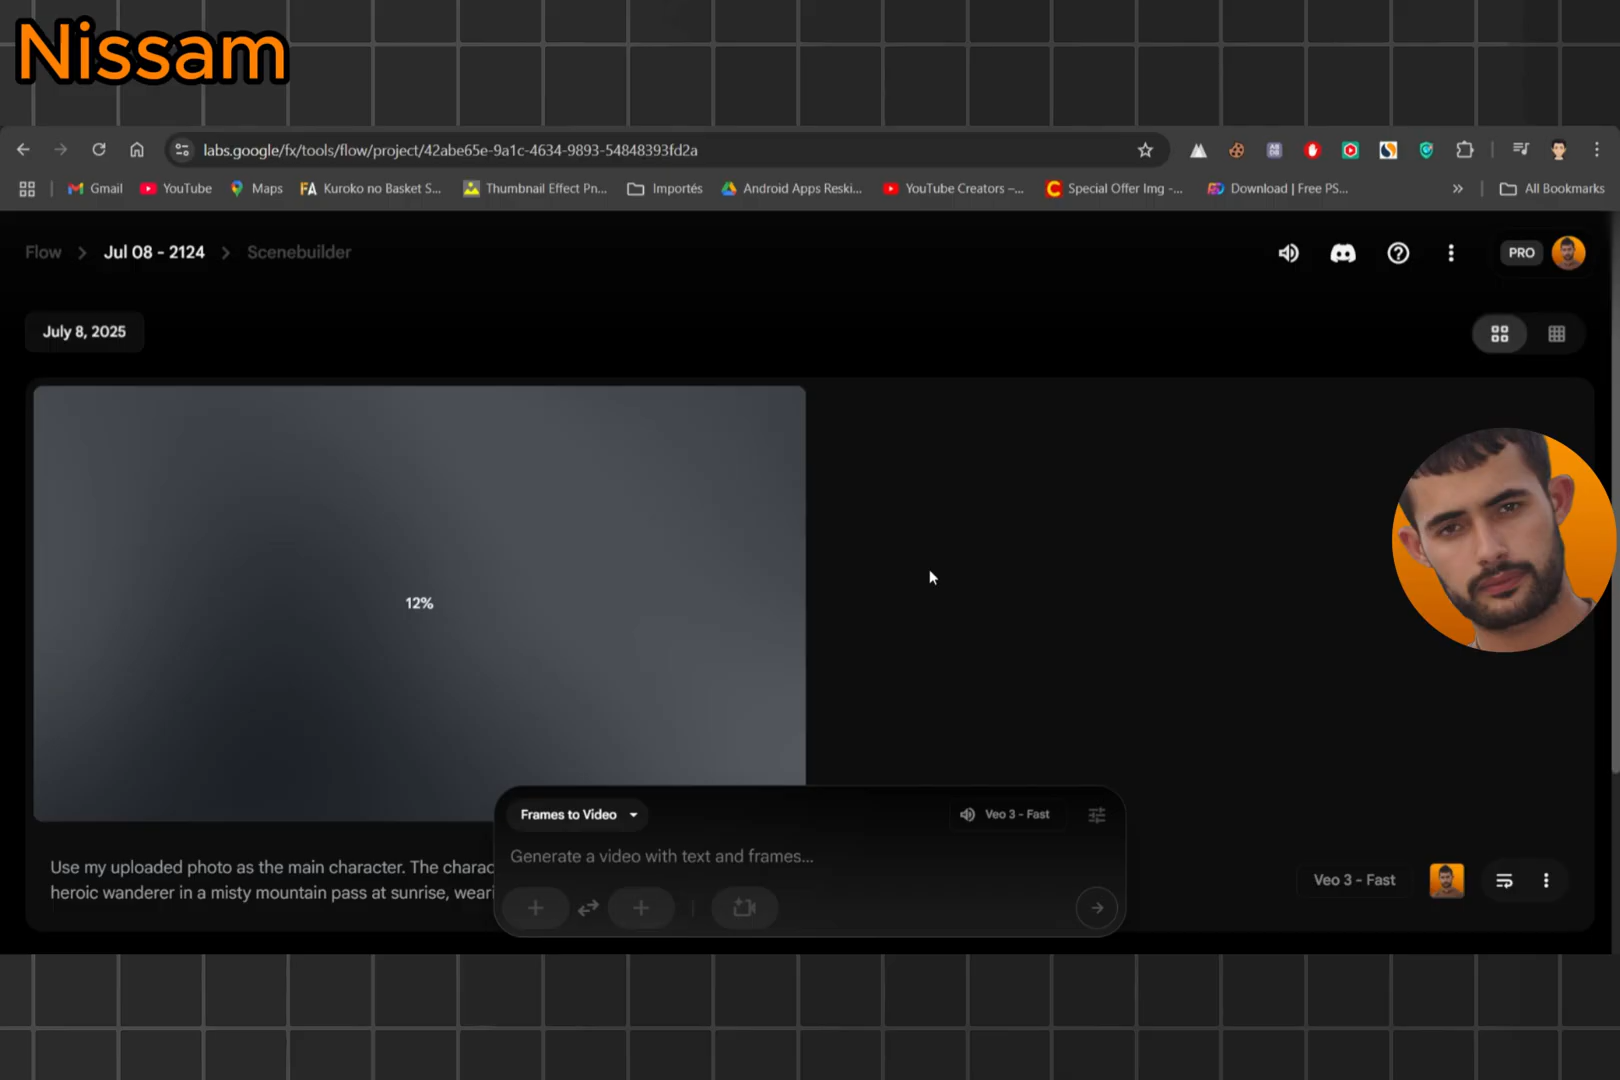 Nissam
labs.google/fx/tools/flow/project/42abe65e-9a1c-4634-9893-54848393fd2a
Gmail YouTube Maps FA Kuroko no Basket S... Thumbnail Effect Pn... Importés Android Apps Reski... YouTube Creators –... Special Offer Img -... Download | Free PS... » All Bookmarks
Flow > Jul 08 - 2124 > Scenebuilder
PRO
July 8, 2025
12%
Frames to Video
Veo 3 - Fast
Generate a video with text and frames...
Use my uploaded photo as the main character. The charac
heroic wanderer in a misty mountain pass at sunrise, weari
Veo 3 - Fast